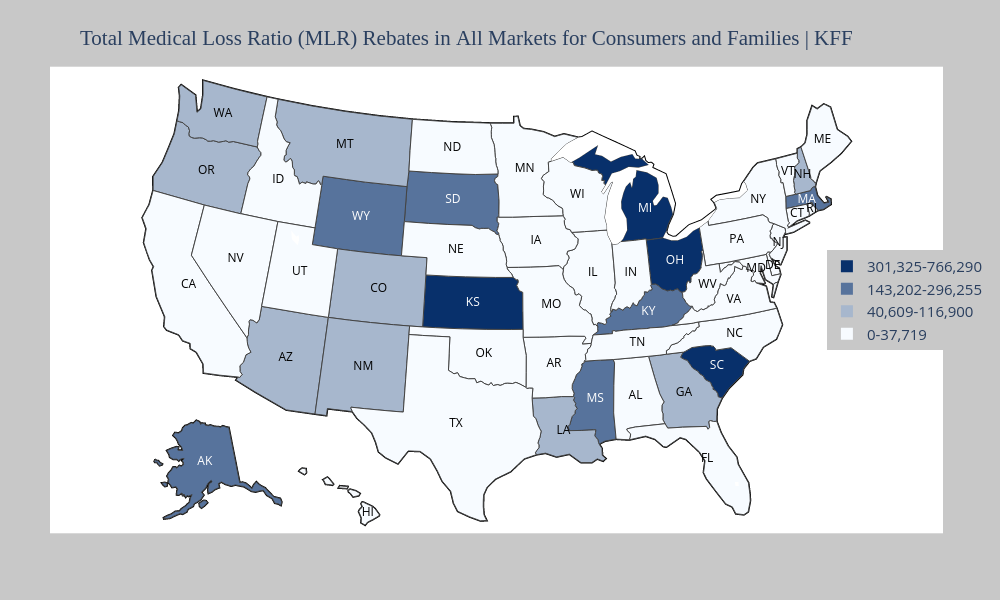 Total Medical Loss Ratio (MLR) Rebates in All Markets for Consumers and Families | KFF
WA
ME
MT
ND
VT
NH
MN
OR
ID
WI
SD
NY
MA
WY
MI
CT
RI
IA
PA
NJ
NE
NV
UT
OH
IL
IN
MD
DE
CA
CO
WV
VA
KS
MO
KY
NC
TN
AZ
NM
OK
AR
SC
MS
AL
GA
TX
LA
FL
AK
HI
301,325-766,290
143,202-296,255
40,609-116,900
0-37,719